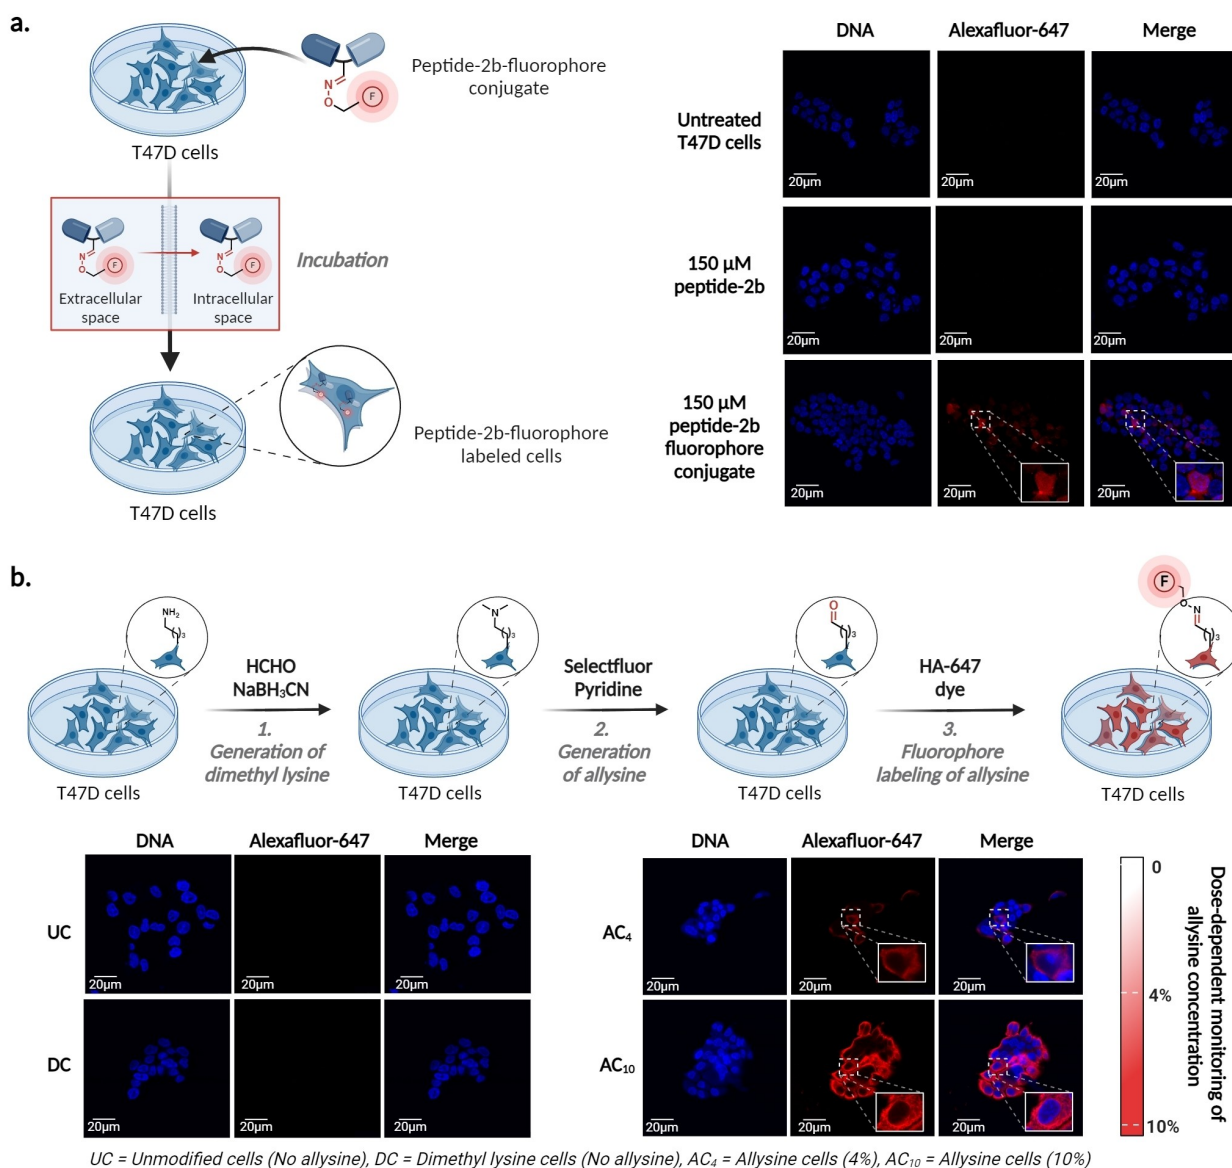 a.
Peptide-2b-fluorophore
conjugate
N
O
F
T47D cells
N
O
F
N
O
F
Extracellular
space
Intracellular
space
Incubation
Peptide-2b-fluorophore
labeled cells
T47D cells
DNA Alexafluor-647 Merge
Untreated
T47D cells
20µm 20µm 20µm
150 µM
peptide-2b
20µm 20µm 20µm
150 µM
peptide-2b
fluorophore
conjugate
20µm 20µm 20µm
b.
NH₂
( )₃
T47D cells
HCHO
NaBH₃CN
1.
Generation of
dimethyl lysine
N
( )₃
T47D cells
Selectfluor
Pyridine
2.
Generation
of allysine
O
( )₃
T47D cells
HA-647
dye
3.
Fluorophore
labeling of allysine
F
O N
( )₃
T47D cells
DNA Alexafluor-647 Merge
UC
20µm 20µm 20µm
DC
20µm 20µm 20µm
DNA Alexafluor-647 Merge
AC₄
20µm 20µm 20µm
AC₁₀
20µm 20µm 20µm
0
4%
10%
Dose-dependent monitoring of
allysine concentration
UC = Unmodified cells (No allysine), DC = Dimethyl lysine cells (No allysine), AC₄ = Allysine cells (4%), AC₁₀ = Allysine cells (10%)